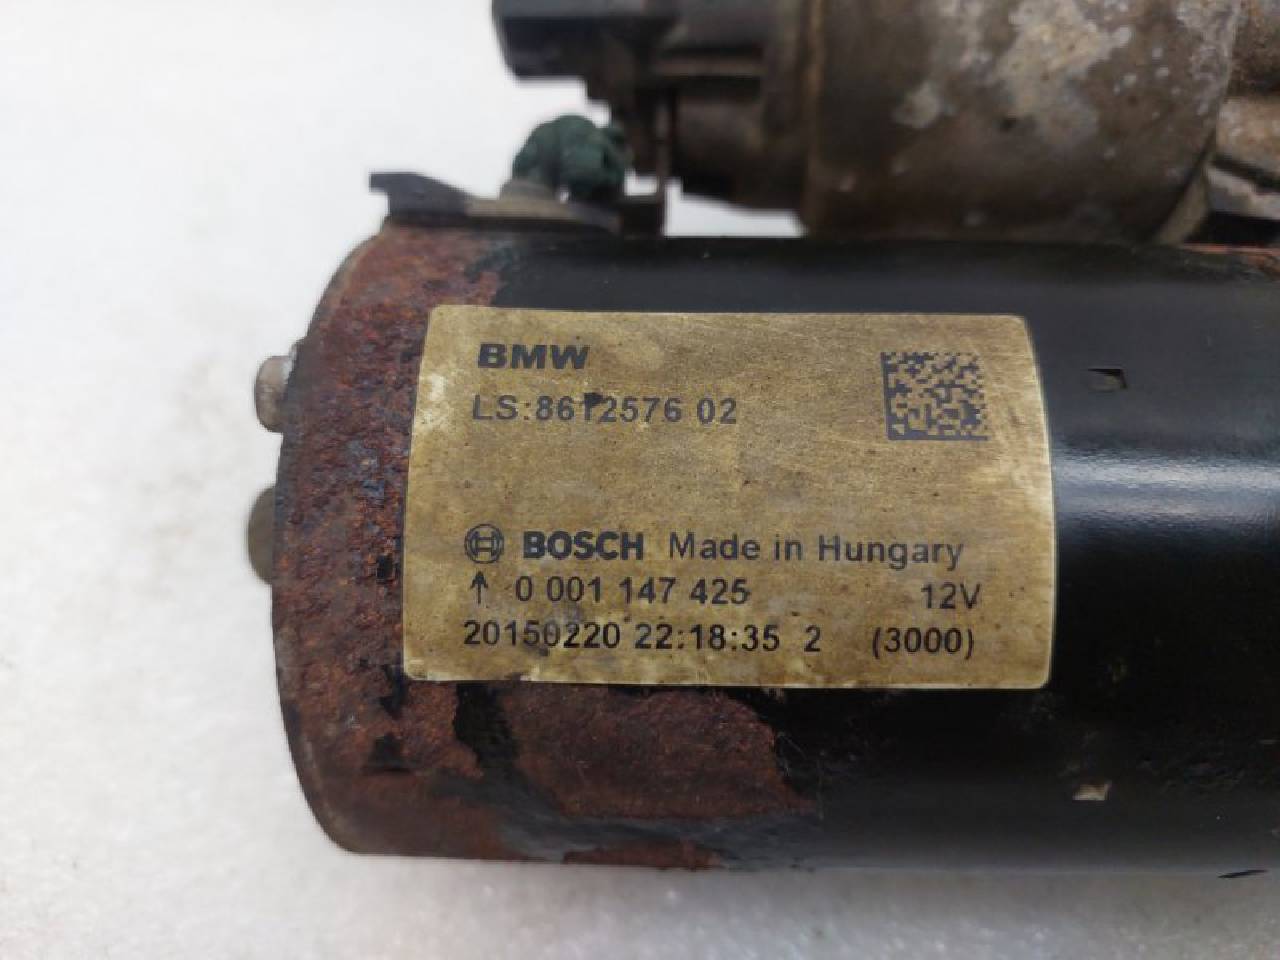 BMW
LS:8612576 02
BOSCH Made in Hungary
↑ 0 001 147 425 12V
20150220 22:18:35 2 (3000)